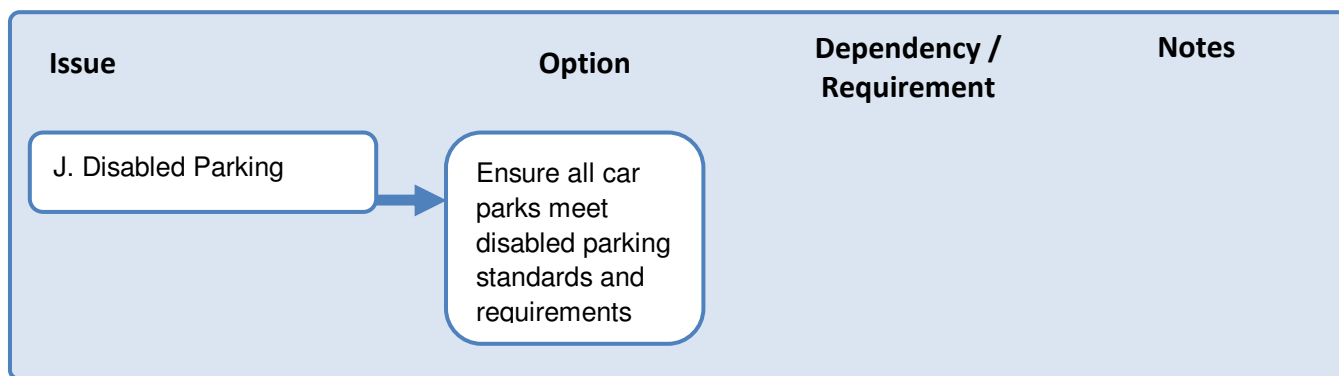 Issue
Option
Dependency /
Requirement
Notes
J. Disabled Parking
Ensure all car
parks meet
disabled parking
standards and
requirements